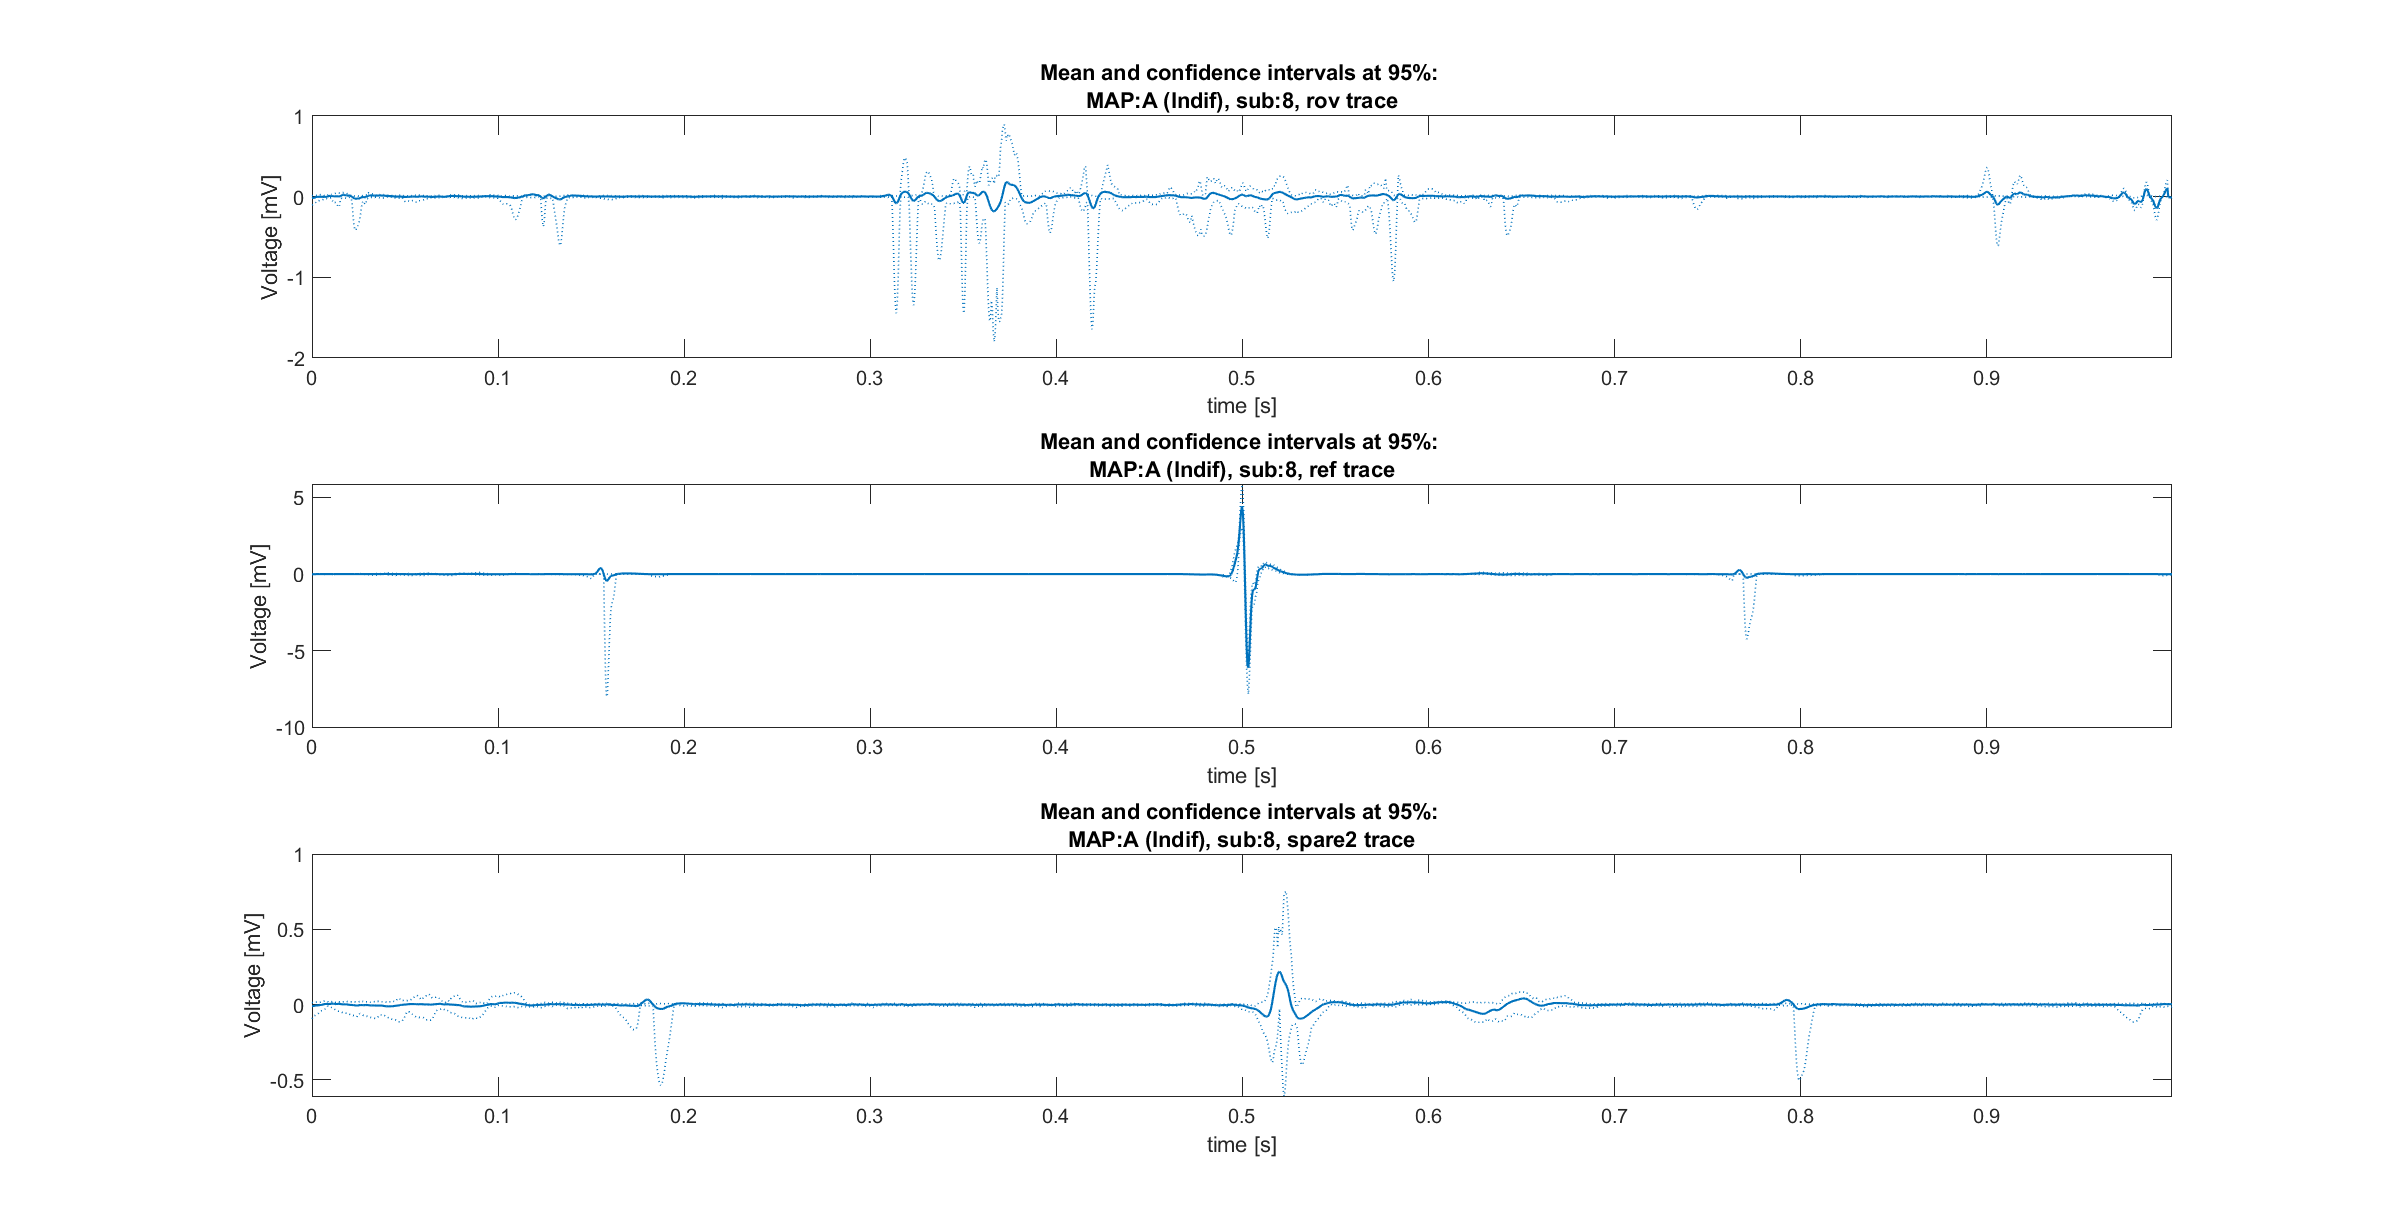 Mean and confidence intervals at 95%:
MAP:A (Indif), sub:8, rov trace
Voltage [mV]
1
0
-1
-2
0 0.1 0.2 0.3 0.4 0.5 0.6 0.7 0.8 0.9
time [s]
Mean and confidence intervals at 95%:
MAP:A (Indif), sub:8, ref trace
Voltage [mV]
5
0
-5
-10
0 0.1 0.2 0.3 0.4 0.5 0.6 0.7 0.8 0.9
time [s]
Mean and confidence intervals at 95%:
MAP:A (Indif), sub:8, spare2 trace
Voltage [mV]
1
0.5
0
-0.5
0 0.1 0.2 0.3 0.4 0.5 0.6 0.7 0.8 0.9
time [s]